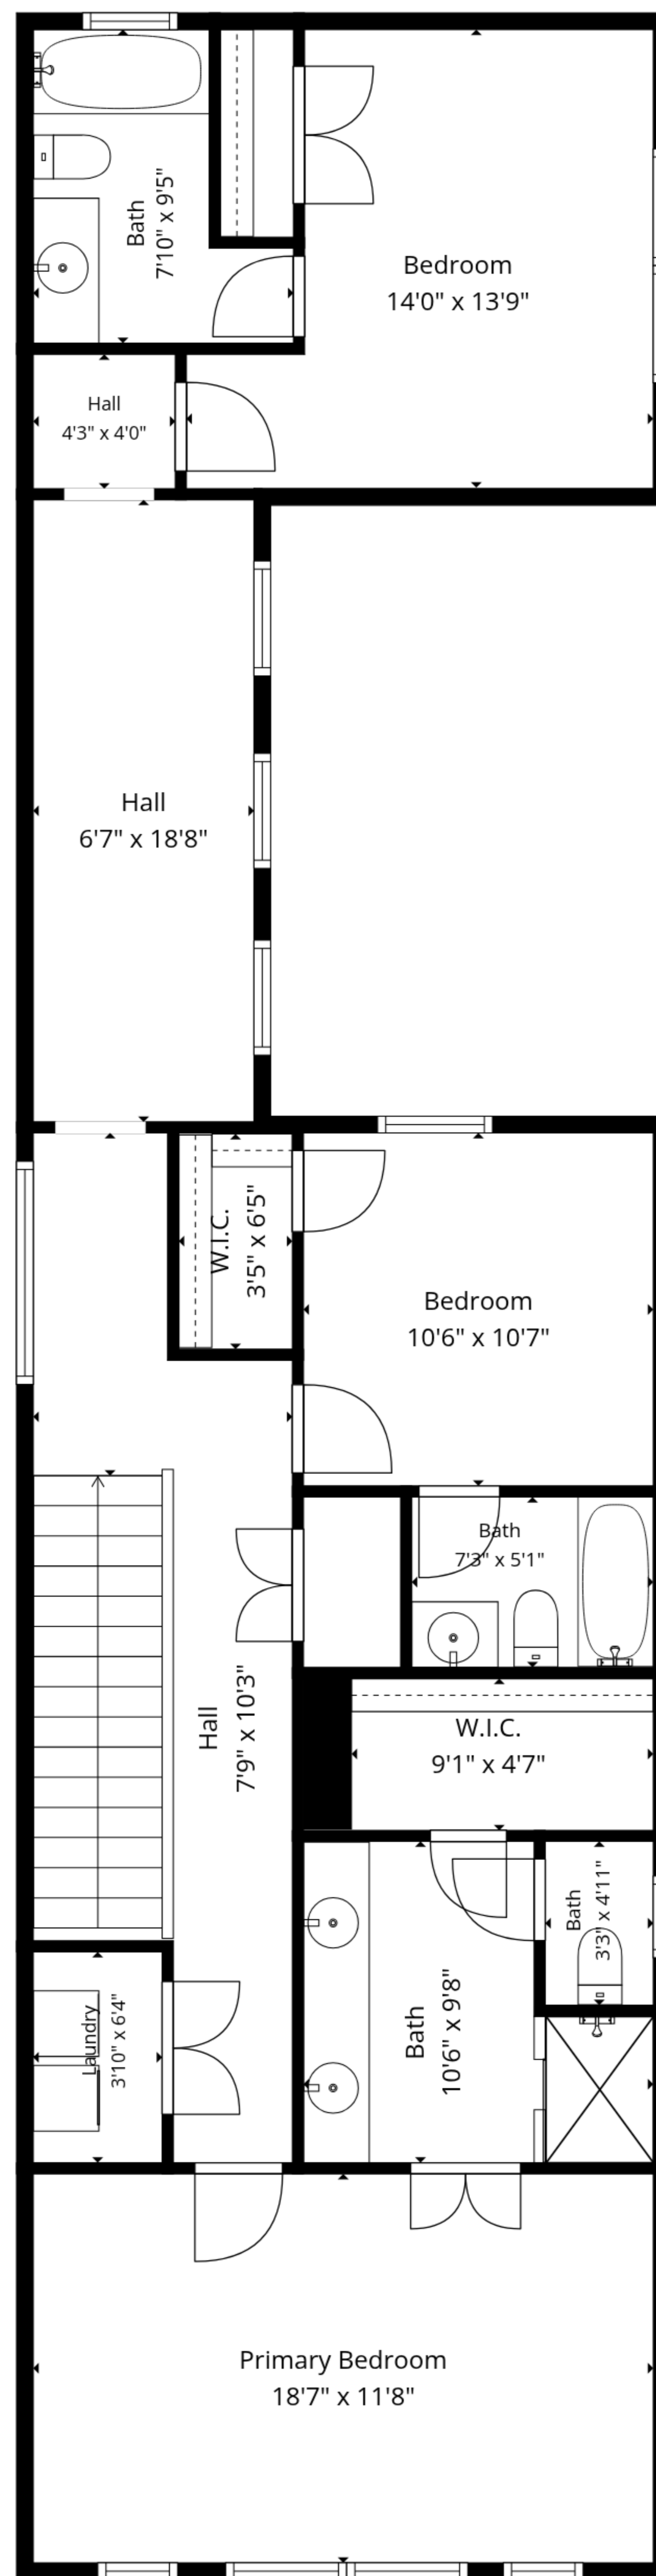 Bath
7'10" x 9'5"
Bedroom
14'0" x 13'9"
Hall
4'3" x 4'0"
Hall
6'7" x 18'8"
W.I.C.
3'5" x 6'5"
Bedroom
10'6" x 10'7"
Bath
7'3" x 5'1"
Hall
7'9" x 10'3"
W.I.C.
9'1" x 4'7"
Bath
3'3" x 4'11"
Laundry
3'10" x 6'4"
Bath
10'6" x 9'8"
Primary Bedroom
18'7" x 11'8"